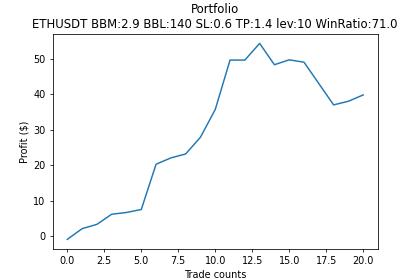 Portfolio
ETHUSDT BBM:2.9 BBL:140 SL:0.6 TP:1.4 lev:10 WinRatio:71.0
Profit ($)
50
40
30
20
10
0
0.0 2.5 5.0 7.5 10.0 12.5 15.0 17.5 20.0
Trade counts